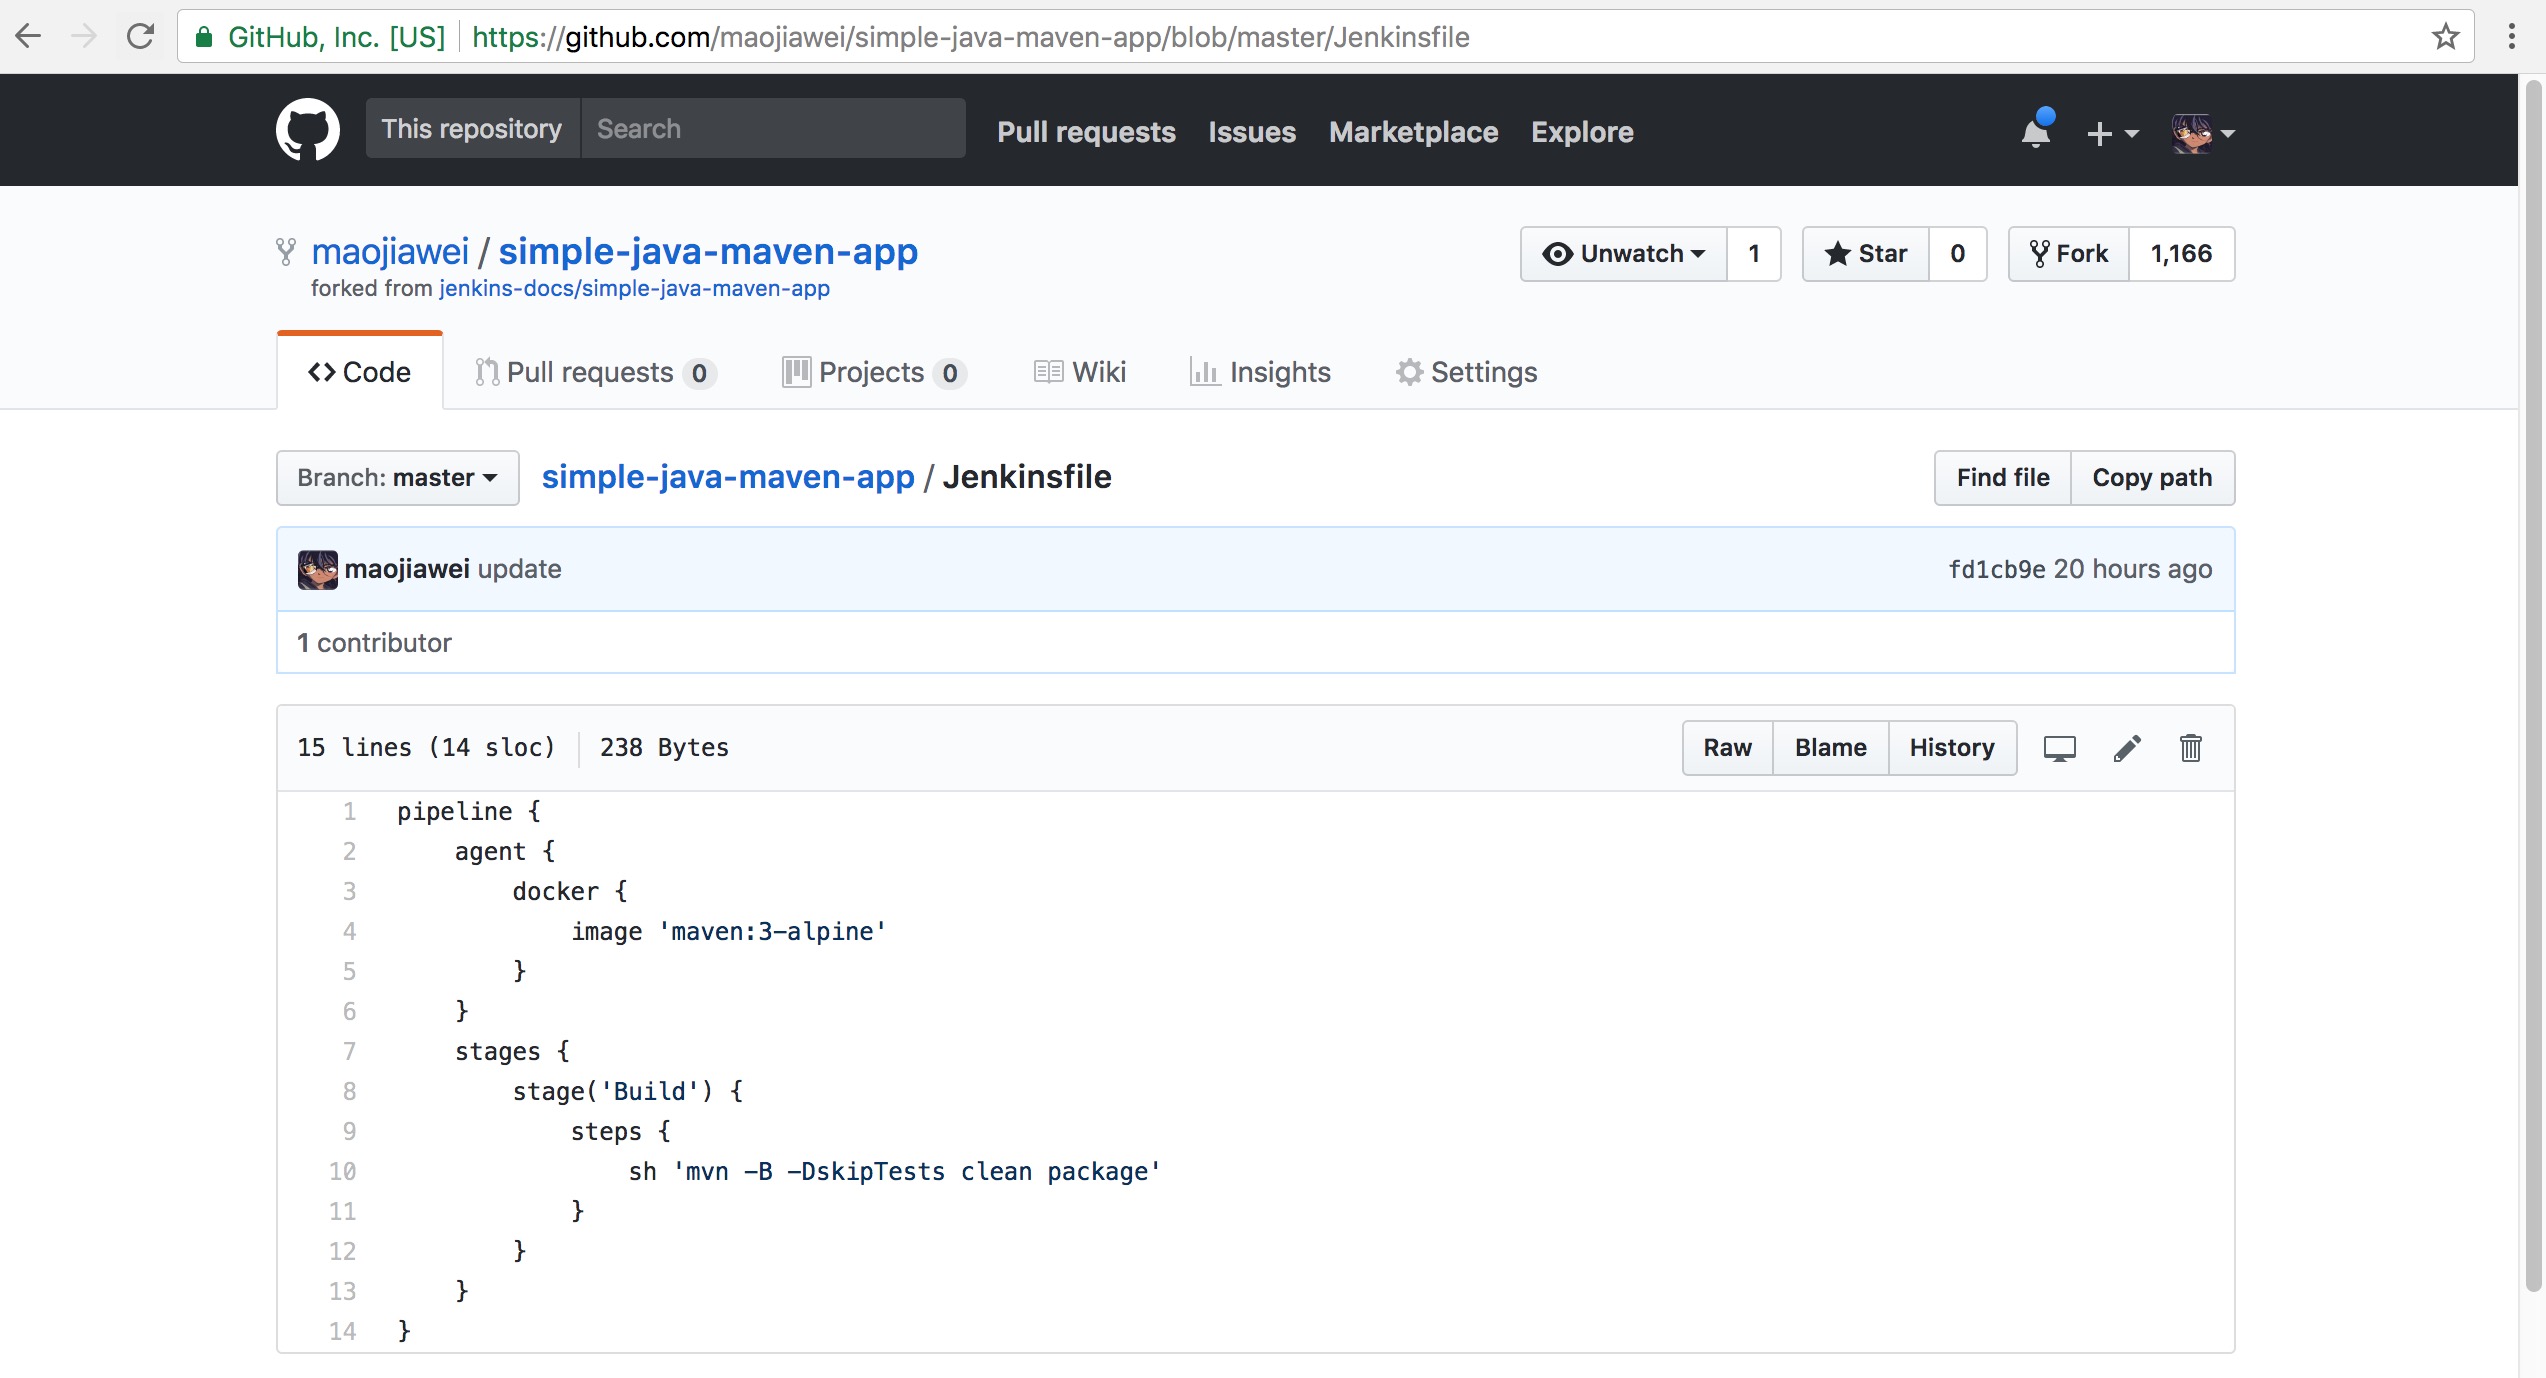 GitHub, Inc. [US] https://github.com/maojiawei/simple-java-maven-app/blob/master/Jenkinsfile
This repository Search Pull requests Issues Marketplace Explore
maojiawei / simple-java-maven-app Unwatch 1 Star 0 Fork 1,166
forked from jenkins-docs/simple-java-maven-app
<> Code Pull requests 0 Projects 0 Wiki Insights Settings
Branch: master simple-java-maven-app / Jenkinsfile Find file Copy path
maojiawei update fd1cb9e 20 hours ago
1 contributor
15 lines (14 sloc) 238 Bytes Raw Blame History
1 pipeline {
2 agent {
3 docker {
4 image 'maven:3-alpine'
5 }
6 }
7 stages {
8 stage('Build') {
9 steps {
10 sh 'mvn -B -DskipTests clean package'
11 }
12 }
13 }
14 }